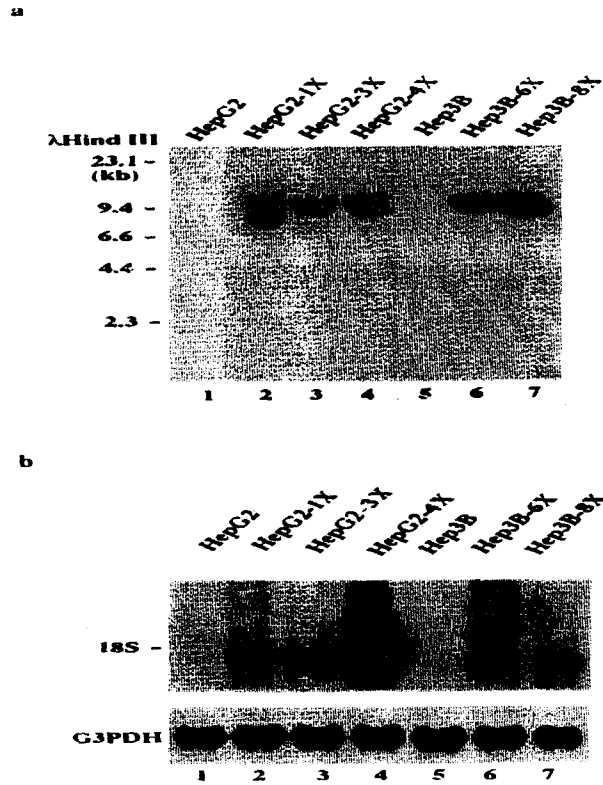 a
HepG2
HepG2-1X
HepG2-3X
HepG2-4X
Hep3B
Hep3B-6X
Hep3B-8X
λHind III
23.1 -
(kb)
9.4 -
6.6 -
4.4 -
2.3 -
1 2 3 4 5 6 7
b
HepG2
HepG2-1X
HepG2-3X
HepG2-4X
Hep3B
Hep3B-6X
Hep3B-8X
18S -
G3PDH
1 2 3 4 5 6 7